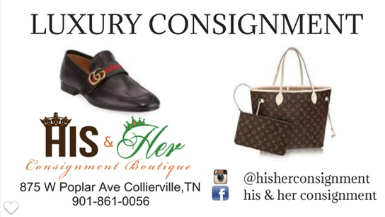 LUXURY CONSIGNMENT
HIS & Her
Consignment Boutique
875 W Poplar Ave Collierville,TN
901-861-0056
@hisherconsignment
his & her consignment